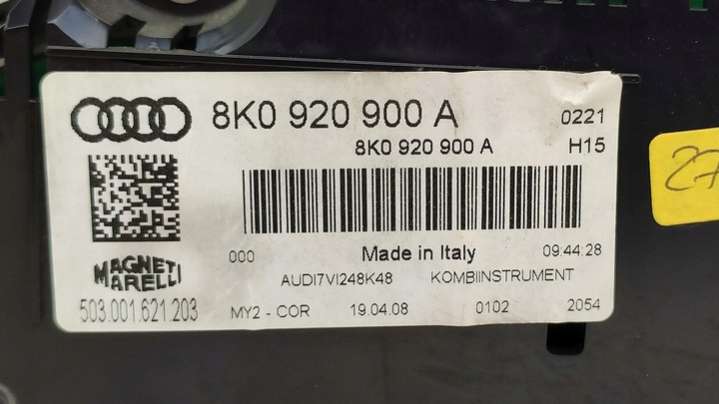 8K0 920 900 A 0221
8K0 920 900 A H15
000 Made in Italy 09:44:28
MAGNETI MARELLI
AUDI7VI248K48 KOMBIINSTRUMENT
503.001.621.203 MY2 - COR 19.04.08 0102 2054
27